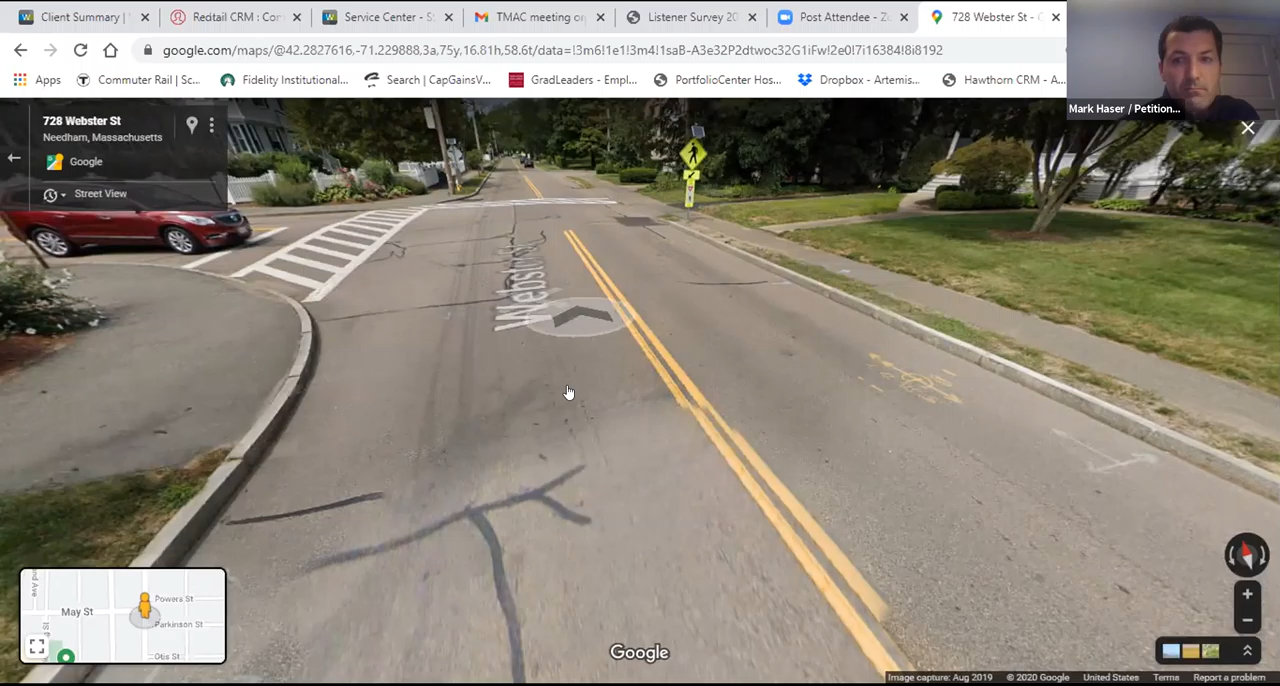 Client Summary |
Redtail CRM : Con
Service Center - S
TMAC meeting or
Listener Survey 20
Post Attendee - Zo
728 Webster St - G
google.com/maps/@42.2827616,-71.229888,3a,75y,16.81h,58.6t/data=!3m6!1e1!3m4!1saB-A3e32P2dtwoc32G1iFw!2e0!7i16384!8i8192
Apps
Commuter Rail | Sc...
Fidelity Institutional...
Search | CapGainsV...
GradLeaders - Empl...
PortfolioCenter Hos...
Dropbox - Artemis...
Hawthorn CRM - A...
Mark Haser / Petition...
728 Webster St
Needham, Massachusetts
Google
Street View
Webster St
May St
Powers St
Parkinson St
Otis St
Google
Image capture: Aug 2019 © 2020 Google United States Terms Report a problem